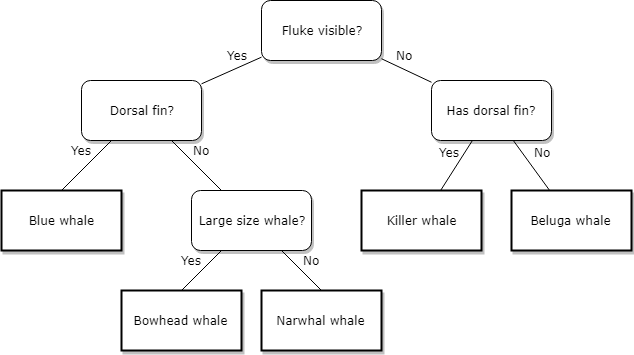 Fluke visible?
Yes
No
Dorsal fin?
Has dorsal fin?
Yes
No
Yes
No
Blue whale
Large size whale?
Killer whale
Beluga whale
Yes
No
Bowhead whale
Narwhal whale